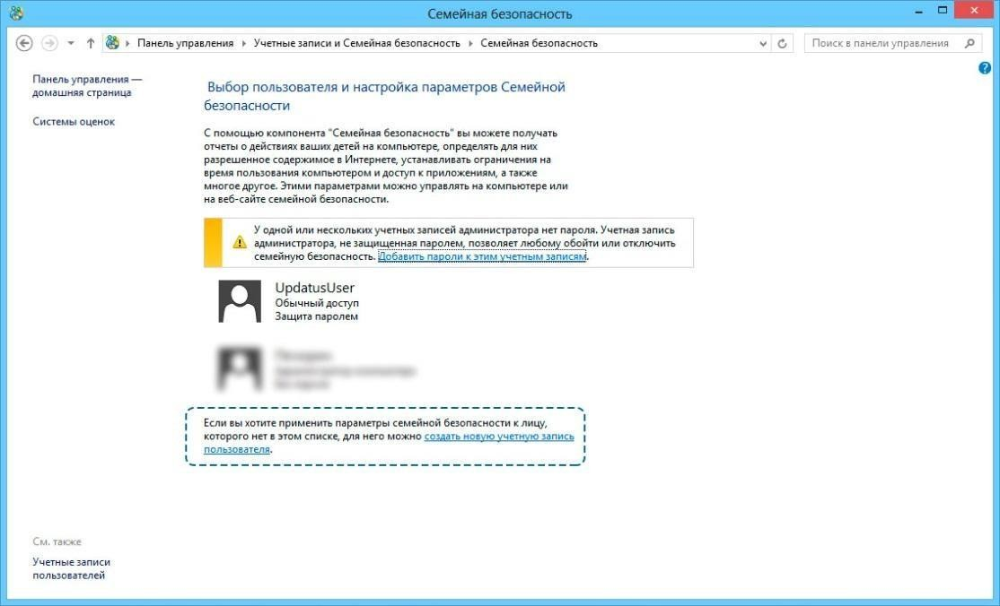 Семейная безопасность
Панель управления
Учетные записи и Семейная безопасность
Семейная безопасность
Поиск в панели управления
Панель управления —
домашняя страница
Системы оценок
Выбор пользователя и настройка параметров Семейной
безопасности
С помощью компонента "Семейная безопасность" вы можете получать
отчеты о действиях ваших детей на компьютере, определять для них
разрешенное содержимое в Интернете, устанавливать ограничения на
время пользования компьютером и доступ к приложениям, а также
многое другое. Этими параметрами можно управлять на компьютере или
на веб-сайте семейной безопасности.
У одной или нескольких учетных записей администратора нет пароля. Учетная запись
администратора, не защищенная паролем, позволяет любому обойти или отключить
семейную безопасность. Добавить пароли к этим учетным записям.
UpdatusUser
Обычный доступ
Защита паролем
Если вы хотите применить параметры семейной безопасности к лицу,
которого нет в этом списке, для него можно создать новую учетную запись
пользователя.
См. также
Учетные записи
пользователей